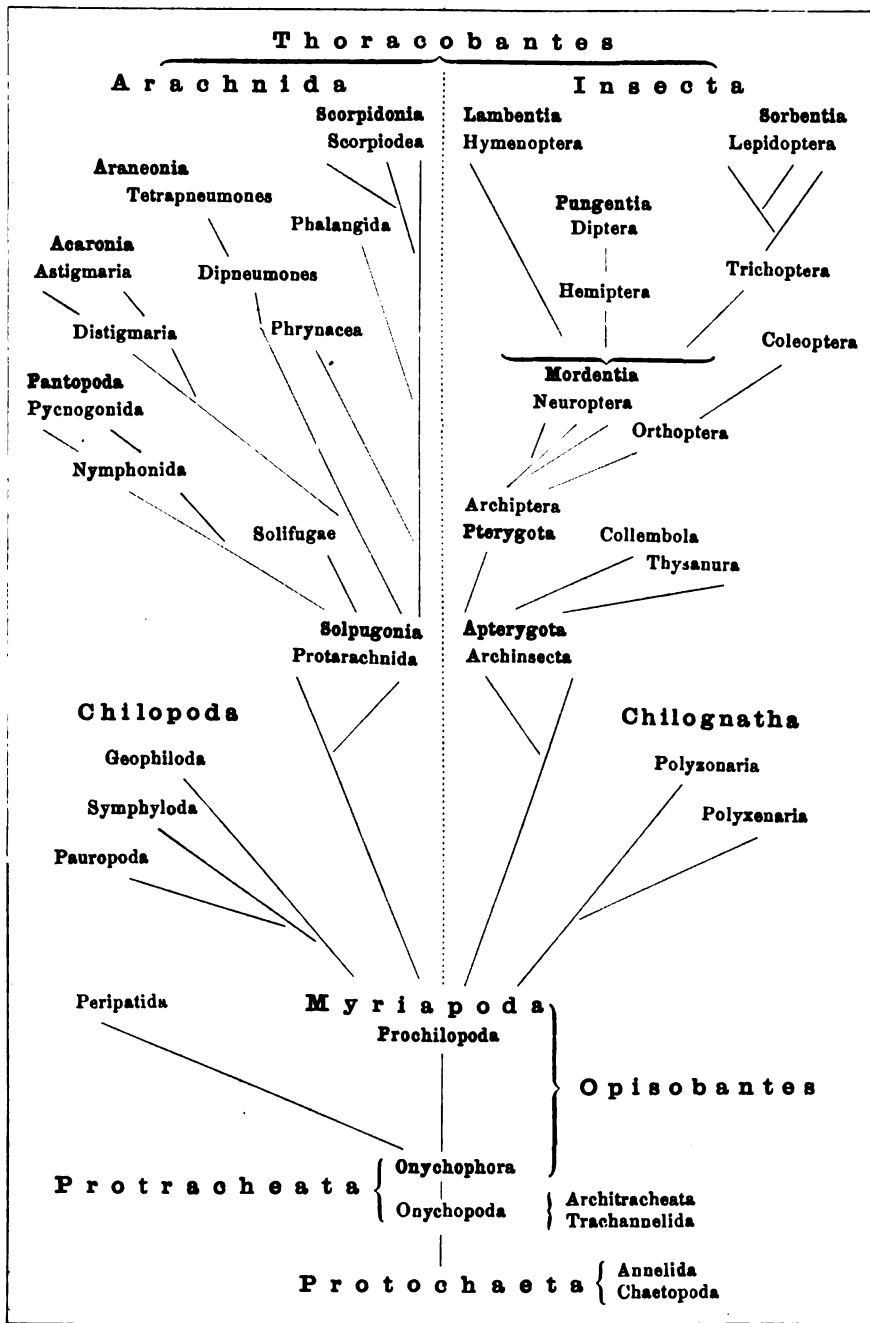 Thoracobantes
Arachnida
Insecta
Scorpidonia
Scorpiodea
Lambentia
Hymenoptera
Sorbentia
Lepidoptera
Araneonia
Tetrapneumones
Pungentia
Diptera
Phalangida
Acaronia
Astigmaria
Dipneumones
Hemiptera
Trichoptera
Distigmaria
Phrynacea
Coleoptera
Pantopoda
Pycnogonida
Mordentia
Neuroptera
Orthoptera
Nymphonida
Archiptera
Pterygota
Solifugae
Collembola
Thysanura
Solpugonia
Protarachnida
Apterygota
Archinsecta
Chilopoda
Chilognatha
Geophiloda
Polyzonaria
Symphyloda
Polyxenaria
Pauropoda
Peripatida
Myriapoda
Prochilopoda
Opisobantes
Protracheata
Onychophora
Onychopoda
Architracheata
Trachannelida
Protochaeta
Annelida
Chaetopoda